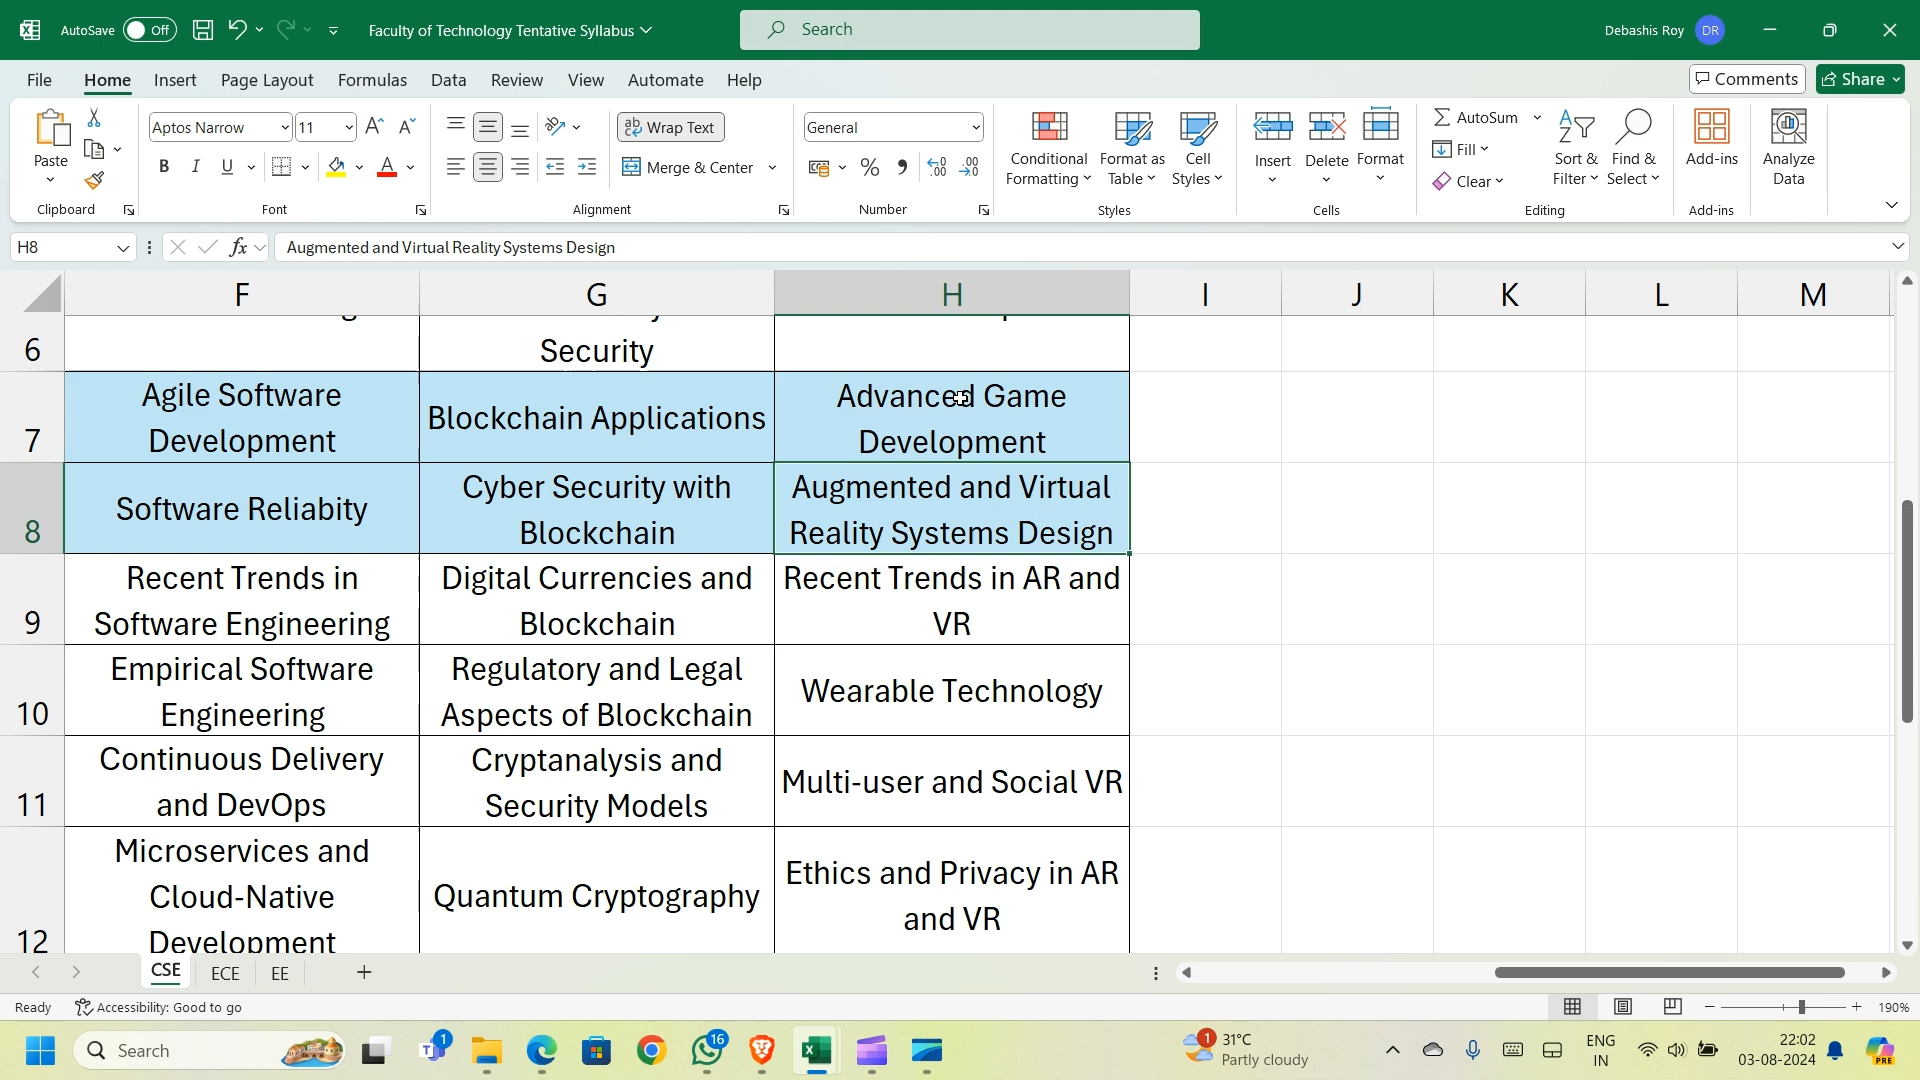 AutoSave Off Faculty of Technology Tentative Syllabus Search Debashis Roy DR
File Home Insert Page Layout Formulas Data Review View Automate Help Comments Share
Paste Clipboard
Aptos Narrow 11 B I U A Font
Wrap Text Merge & Center Alignment
General % Number
Conditional Formatting Format as Table Cell Styles Styles
Insert Delete Format Cells
AutoSum Fill Clear Sort & Filter Find & Select Editing
Add-ins Add-ins
Analyze Data
H8 fx Augmented and Virtual Reality Systems Design
F G H I J K L M
6
Security
7
Agile Software
Development
Blockchain Applications
Advanced Game
Development
8
Software Reliabity
Cyber Security with
Blockchain
Augmented and Virtual
Reality Systems Design
9
Recent Trends in
Software Engineering
Digital Currencies and
Blockchain
Recent Trends in AR and
VR
10
Empirical Software
Engineering
Regulatory and Legal
Aspects of Blockchain
Wearable Technology
11
Continuous Delivery
and DevOps
Cryptanalysis and
Security Models
Multi-user and Social VR
12
Microservices and
Cloud-Native
Development
Quantum Cryptography
Ethics and Privacy in AR
and VR
CSE ECE EE
Ready Accessibility: Good to go 190%
Search 1 16 1 31°C Partly cloudy ENG IN 22:02 03-08-2024 PRE